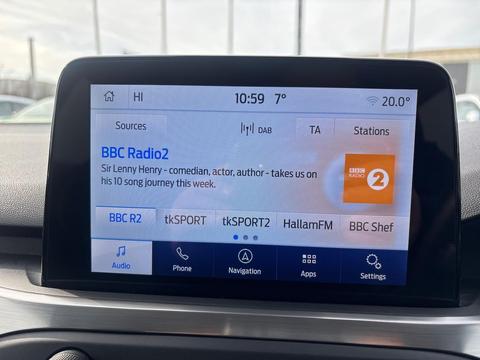 HI 10:59 7° 20.0°
Sources DAB TA Stations
BBC Radio2
Sir Lenny Henry - comedian, actor, author - takes us on
his 10 song journey this week.
BBC
RADIO
2
BBC R2 tkSPORT tkSPORT2 HallamFM BBC Shef
Audio Phone Navigation Apps Settings